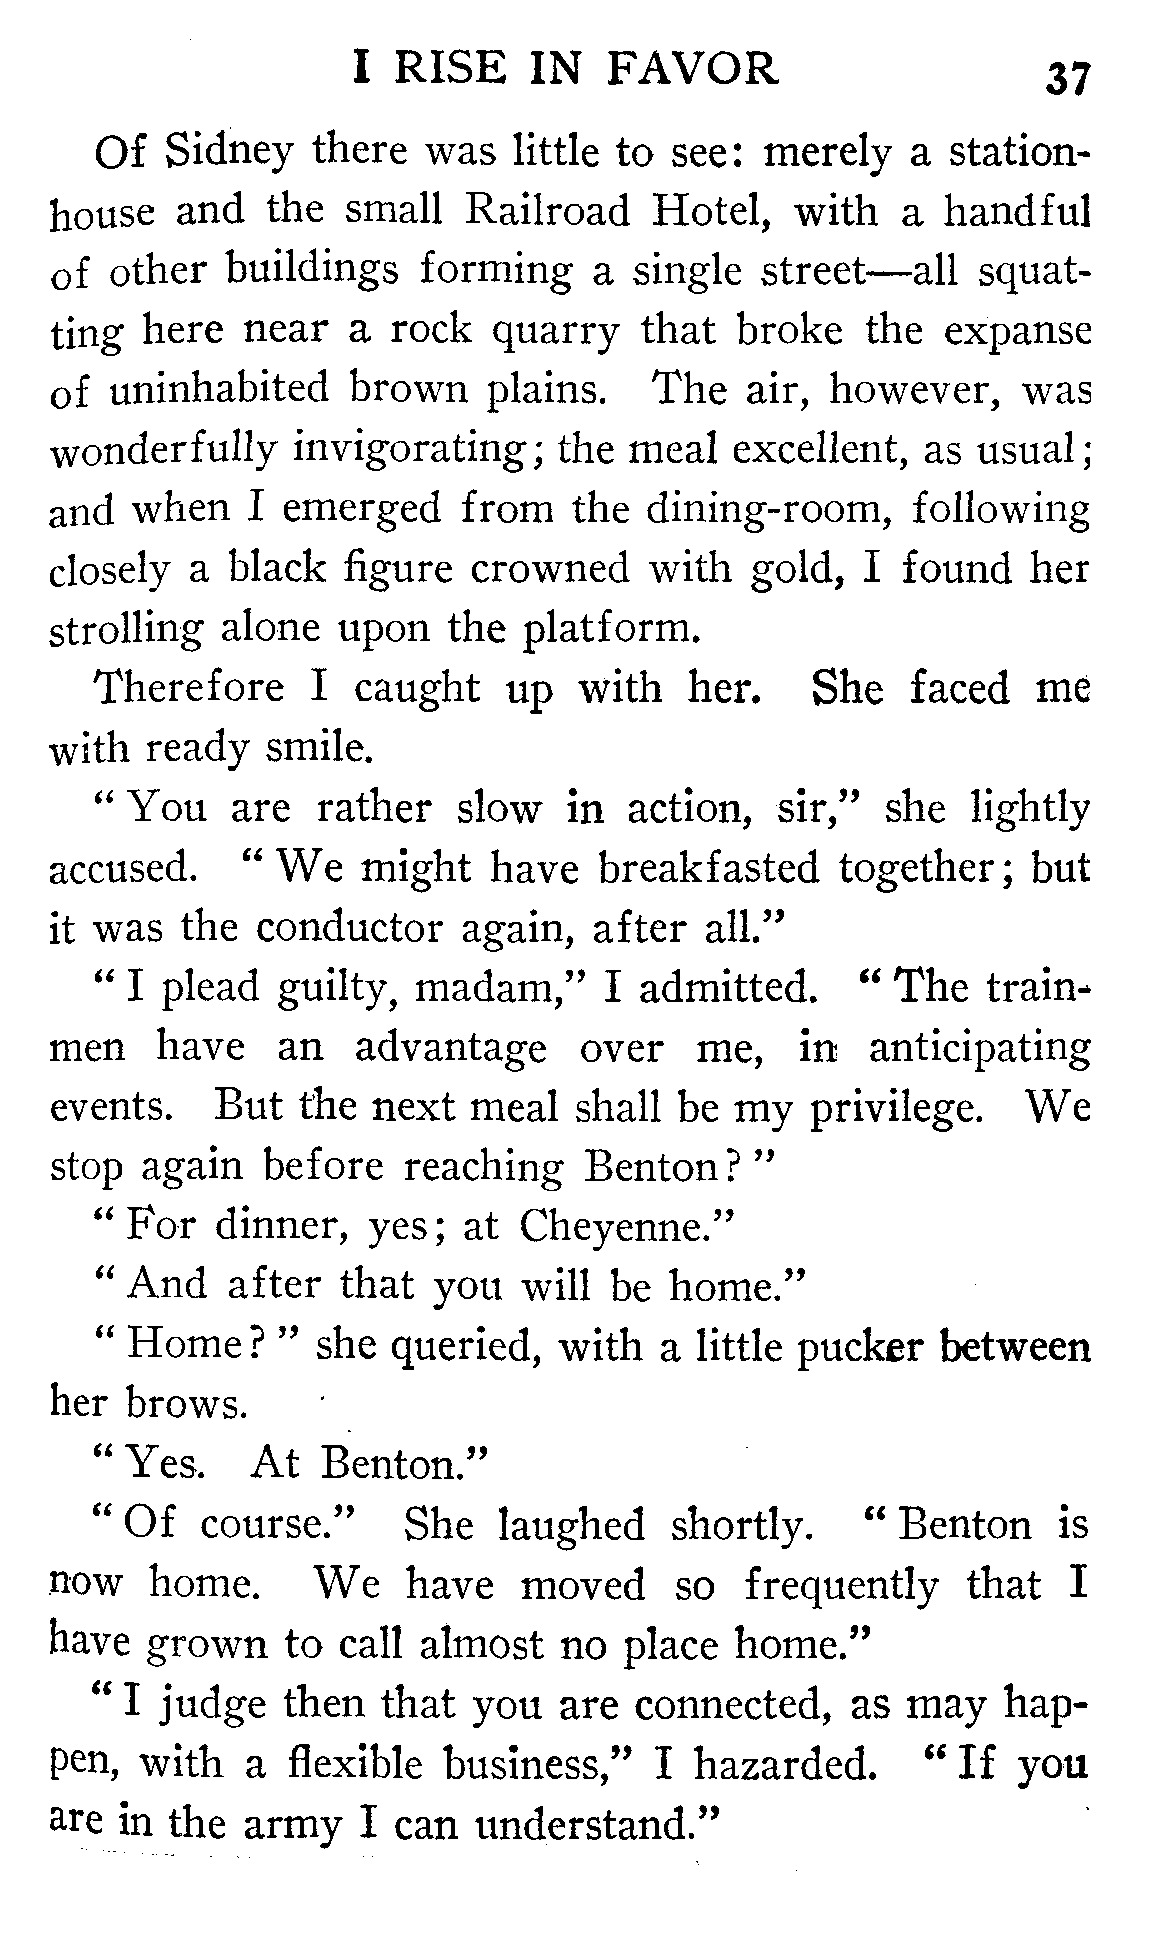 I RISE IN FAVOR 37
Of Sidney there was little to see: merely a station-
house and the small Railroad Hotel, with a handful
of other buildings forming a single street—all squat-
ting here near a rock quarry that broke the expanse
of uninhabited brown plains. The air, however, was
wonderfully invigorating; the meal excellent, as usual;
and when I emerged from the dining-room, following
closely a black figure crowned with gold, I found her
strolling alone upon the platform.
Therefore I caught up with her. She faced me
with ready smile.
“You are rather slow in action, sir,” she lightly
accused. “We might have breakfasted together; but
it was the conductor again, after all.”
“I plead guilty, madam,” I admitted. “The train-
men have an advantage over me, in anticipating
events. But the next meal shall be my privilege. We
stop again before reaching Benton?”
“For dinner, yes; at Cheyenne.”
“And after that you will be home.”
“Home?” she queried, with a little pucker between
her brows.
“Yes. At Benton.”
“Of course.” She laughed shortly. “Benton is
now home. We have moved so frequently that I
have grown to call almost no place home.”
“I judge then that you are connected, as may hap-
pen, with a flexible business,” I hazarded. “If you
are in the army I can understand.”